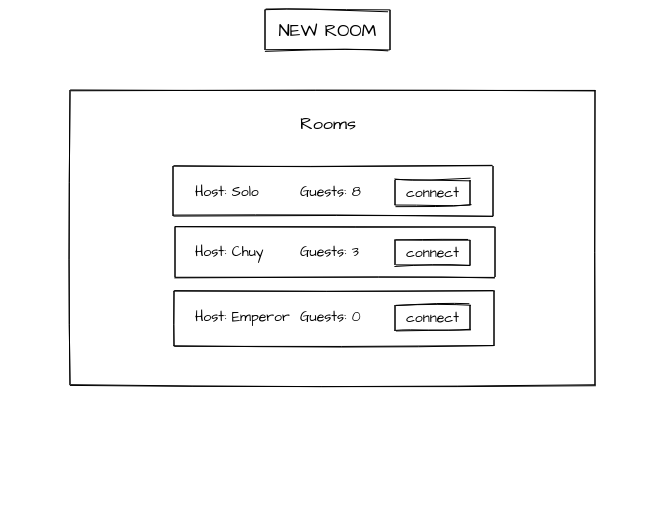 NEW ROOM
Rooms
Host: Solo Guests: 8 connect
Host: Chuy Guests: 3 connect
Host: Emperor Guests: 0 connect